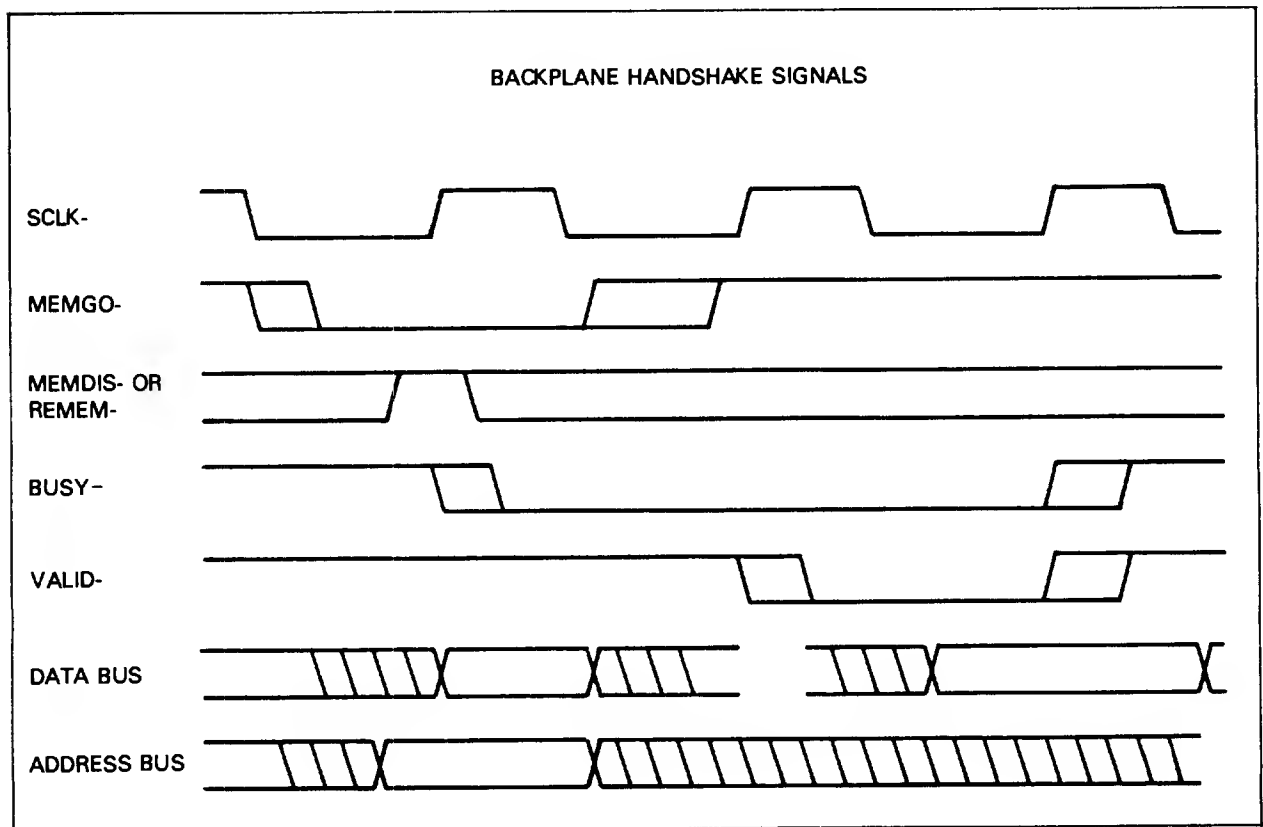 BACKPLANE HANDSHAKE SIGNALS
SCLK-
MEMGO-
MEMDIS- OR
REMEM-
BUSY-
VALID-
DATA BUS
ADDRESS BUS